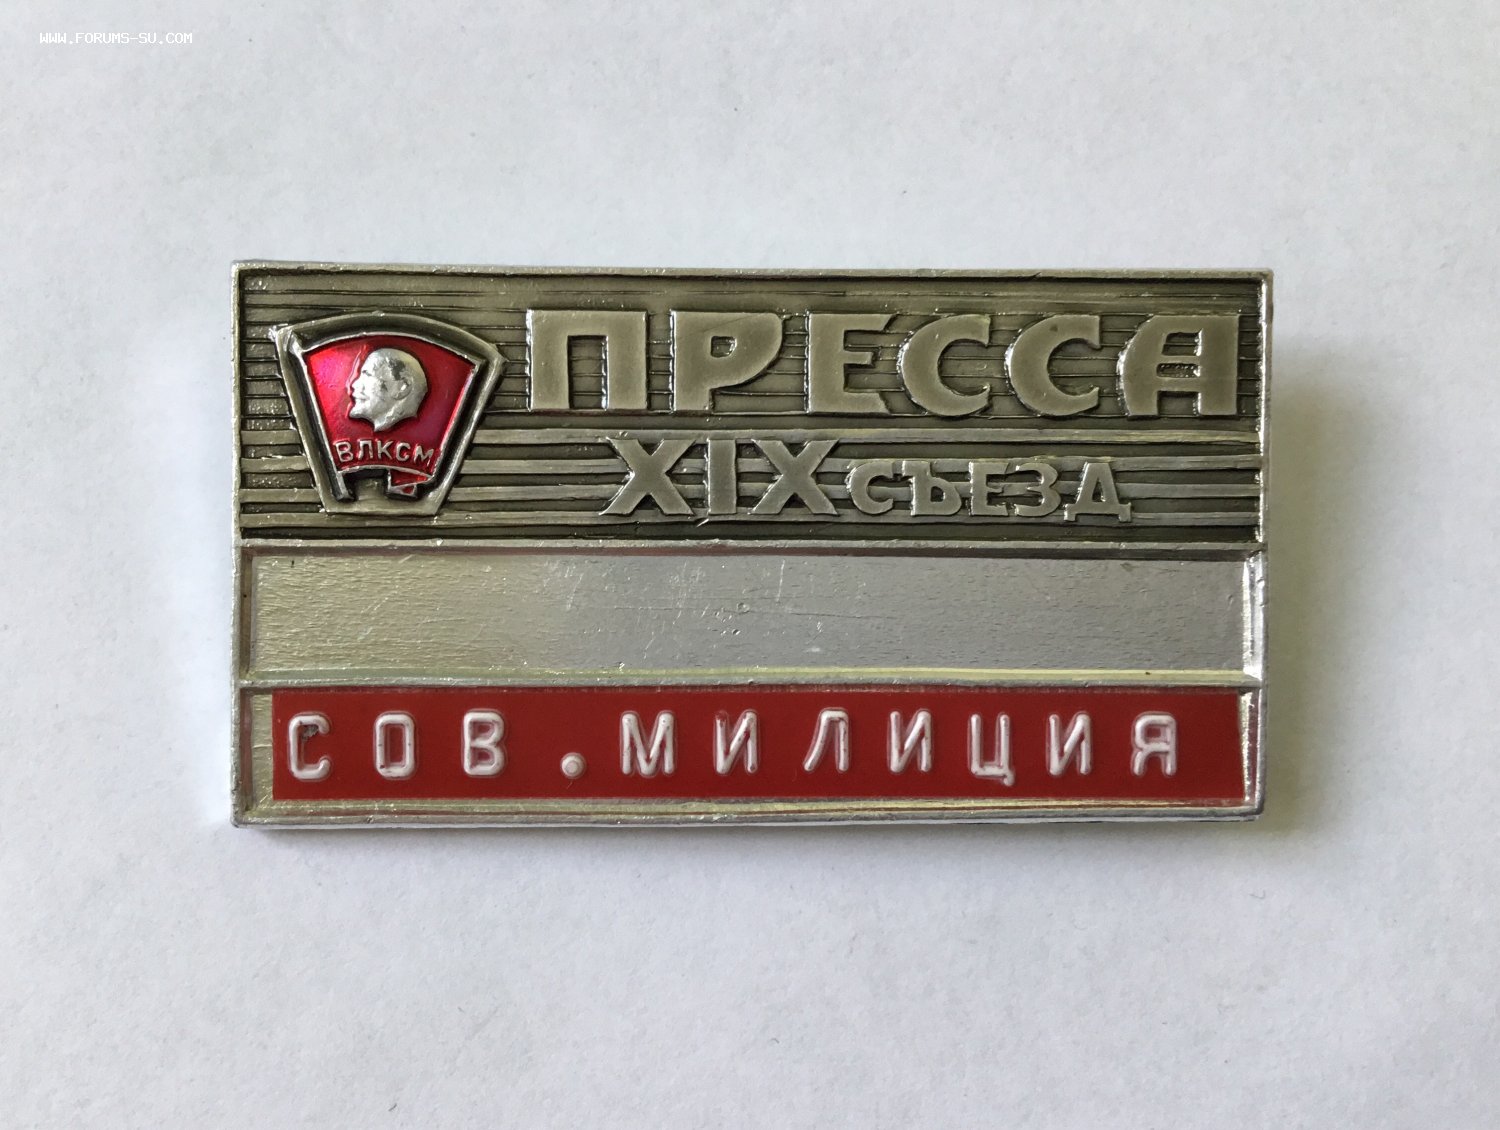 WWW.FORUMS-SU.COM
ПРЕССА
ВЛКСМ
XIX СЪЕЗД
СОВ.МИЛИЦИЯ